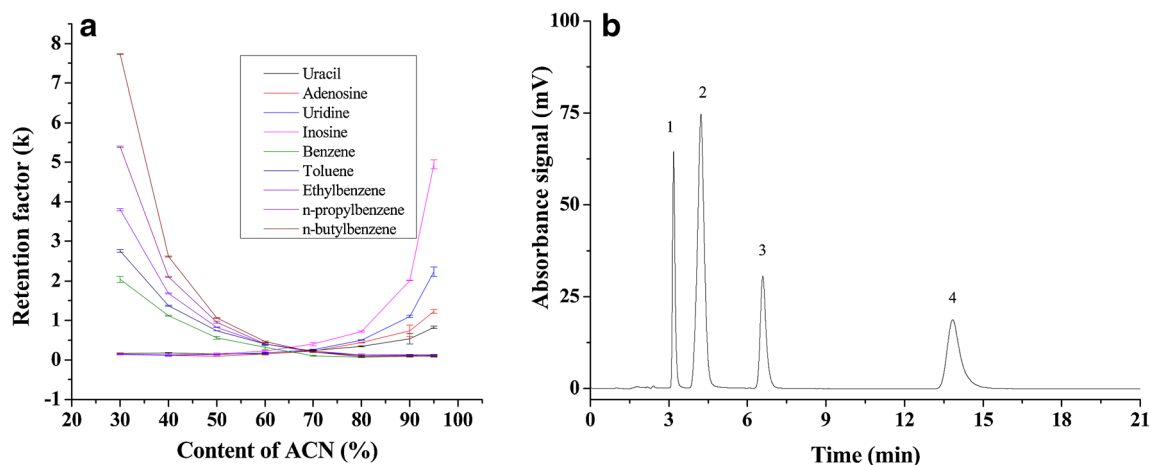 a
Retention factor (k)
8
7
6
5
4
3
2
1
0
-1
Uracil
Adenosine
Uridine
Inosine
Benzene
Toluene
Ethylbenzene
n-propylbenzene
n-butylbenzene
20 30 40 50 60 70 80 90 100
Content of ACN (%)
b
Absorbance signal (mV)
100
75
50
25
0
1
2
3
4
0 3 6 9 12 15 18 21
Time (min)